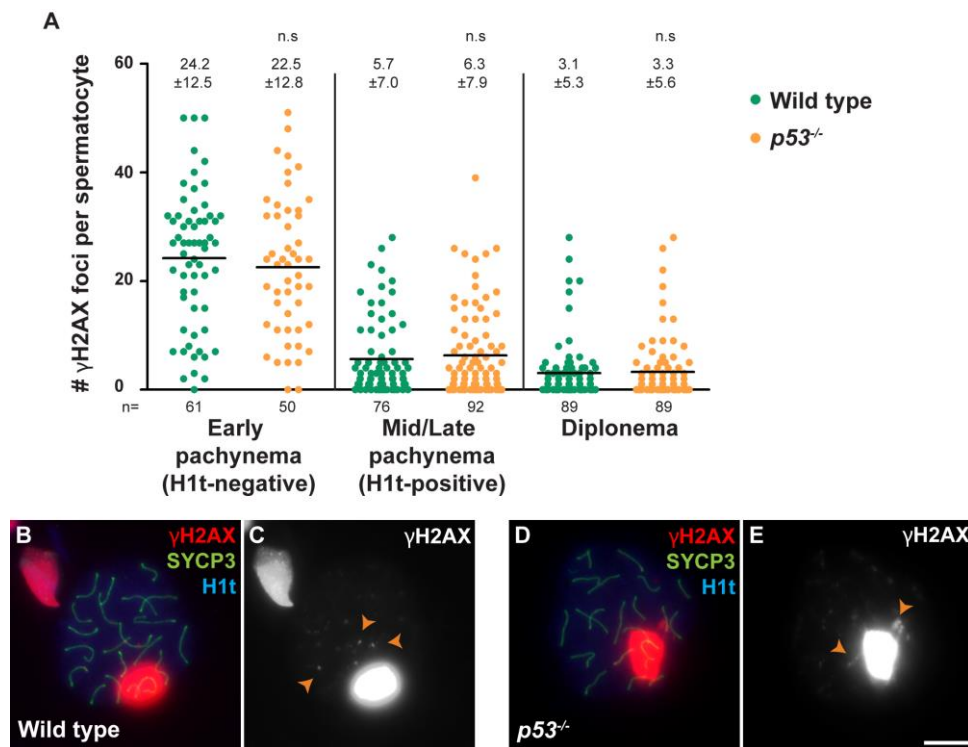 A
n.s n.s n.s
24.2 22.5 5.7 6.3 3.1 3.3
±12.5 ±12.8 ±7.0 ±7.9 ±5.3 ±5.6
# γH2AX foci per spermatocyte
60
40
20
0
Wild type
p53-/-
n= 61 50 76 92 89 89
Early
pachynema
(H1t-negative)
Mid/Late
pachynema
(H1t-positive)
Diplonema
B
γH2AX
SYCP3
H1t
Wild type
C
γH2AX
D
γH2AX
SYCP3
H1t
p53-/-
E
γH2AX